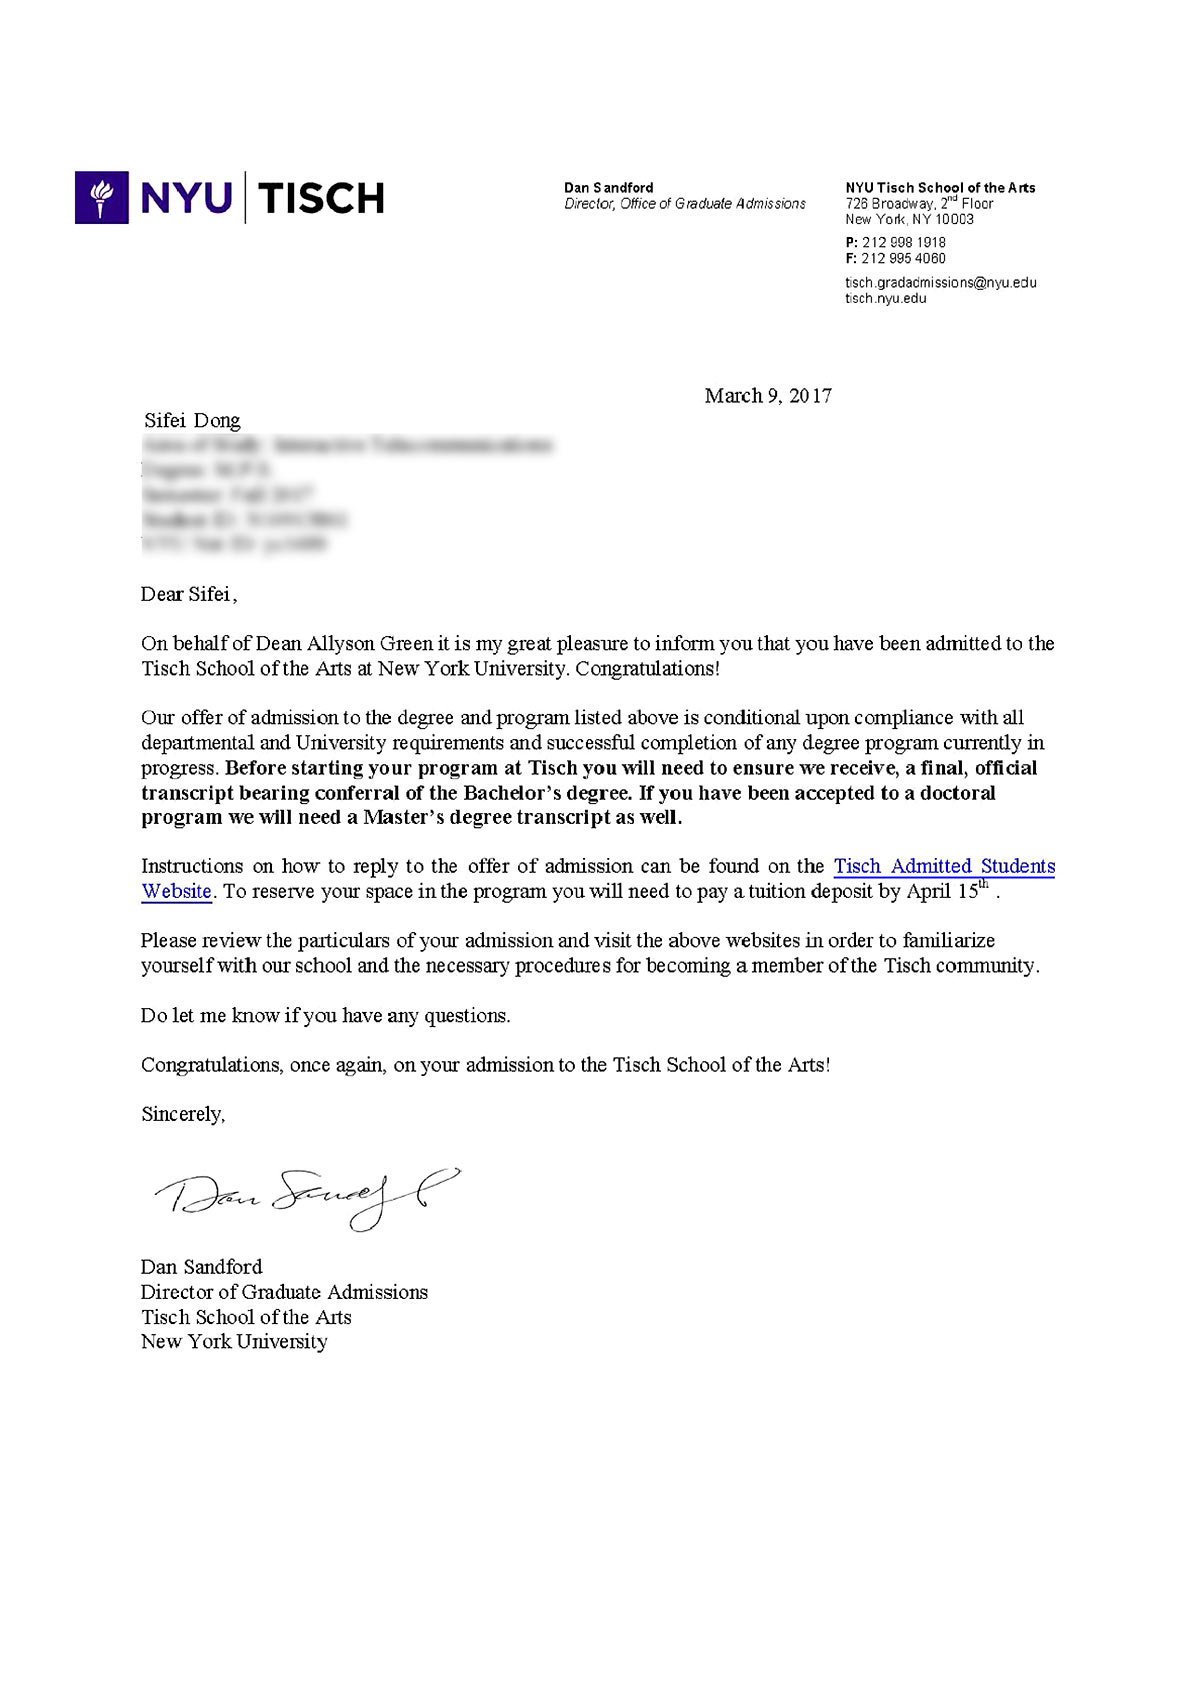 NYU TISCH
Dan Sandford
Director, Office of Graduate Admissions
NYU Tisch School of the Arts
726 Broadway, 2nd Floor
New York, NY 10003
P: 212 998 1918
F: 212 995 4060
tisch.gradadmissions@nyu.edu
tisch.nyu.edu
March 9, 2017
Sifei Dong
Dear Sifei,
On behalf of Dean Allyson Green it is my great pleasure to inform you that you have been admitted to the
Tisch School of the Arts at New York University. Congratulations!
Our offer of admission to the degree and program listed above is conditional upon compliance with all
departmental and University requirements and successful completion of any degree program currently in
progress. Before starting your program at Tisch you will need to ensure we receive, a final, official
transcript bearing conferral of the Bachelor’s degree. If you have been accepted to a doctoral
program we will need a Master’s degree transcript as well.
Instructions on how to reply to the offer of admission can be found on the Tisch Admitted Students
Website. To reserve your space in the program you will need to pay a tuition deposit by April 15th .
Please review the particulars of your admission and visit the above websites in order to familiarize
yourself with our school and the necessary procedures for becoming a member of the Tisch community.
Do let me know if you have any questions.
Congratulations, once again, on your admission to the Tisch School of the Arts!
Sincerely,
Dan Sandford
Director of Graduate Admissions
Tisch School of the Arts
New York University